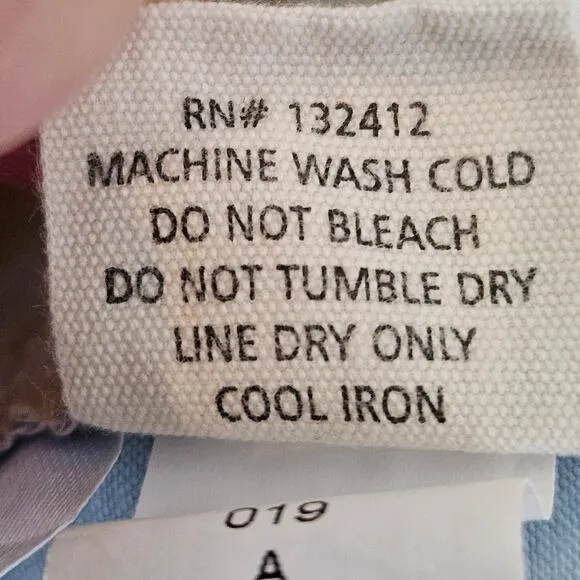 RN# 132412
MACHINE WASH COLD
DO NOT BLEACH
DO NOT TUMBLE DRY
LINE DRY ONLY
COOL IRON
019
A